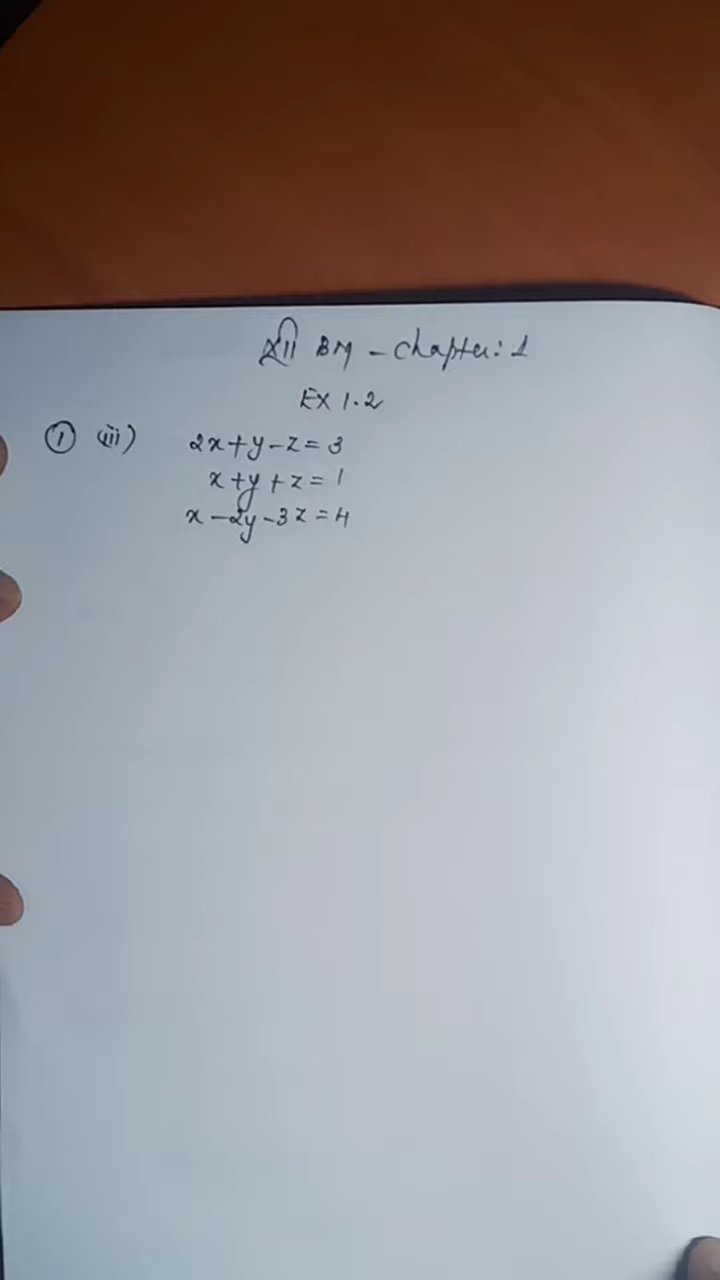 XII BM - Chapter: 1
EX 1.2
① (iii) 2x+y-z=3
x+y+z=1
x-2y-3z=4